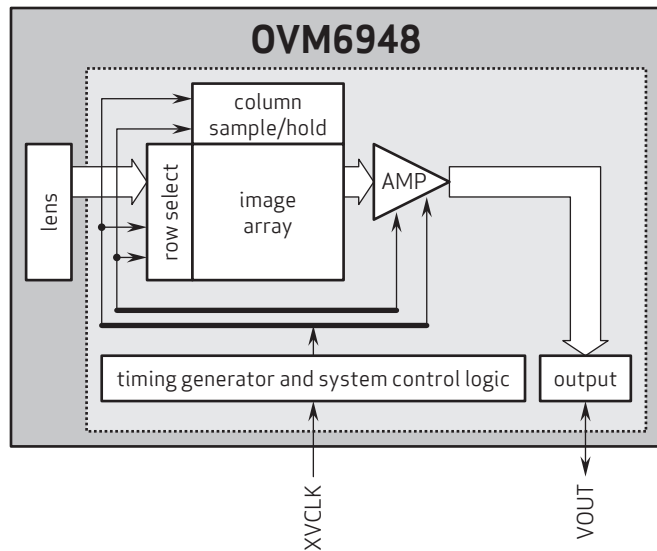 OVM6948
column
sample/hold
lens
row select
image
array
AMP
timing generator and system control logic
output
XVCLK
VOUT